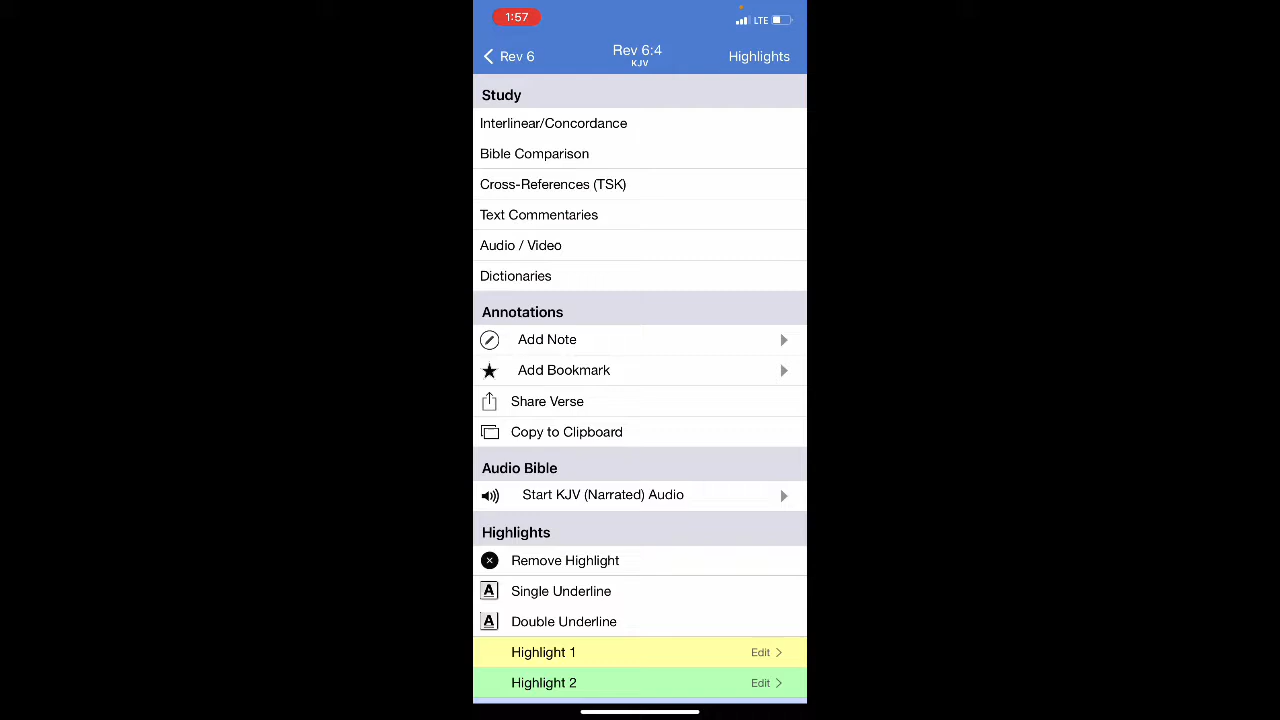 1:57
LTE
Rev 6
Rev 6:4
KJV
Highlights
Study
Interlinear/Concordance
Bible Comparison
Cross-References (TSK)
Text Commentaries
Audio / Video
Dictionaries
Annotations
Add Note
Add Bookmark
Share Verse
Copy to Clipboard
Audio Bible
Start KJV (Narrated) Audio
Highlights
Remove Highlight
A Single Underline
A Double Underline
Highlight 1 Edit
Highlight 2 Edit